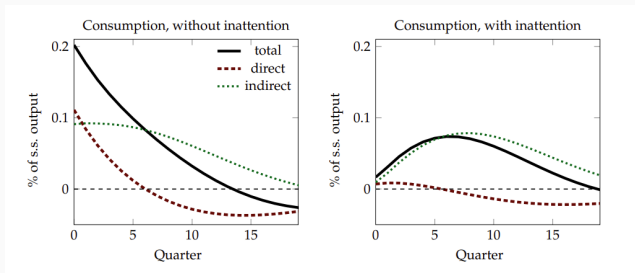 Consumption, without inattention
0.2
0.1
0
% of s.s. output
total
direct
indirect
0
5
10
15
Quarter
Consumption, with inattention
0.2
0.1
0
% of s.s. output
0
5
10
15
Quarter